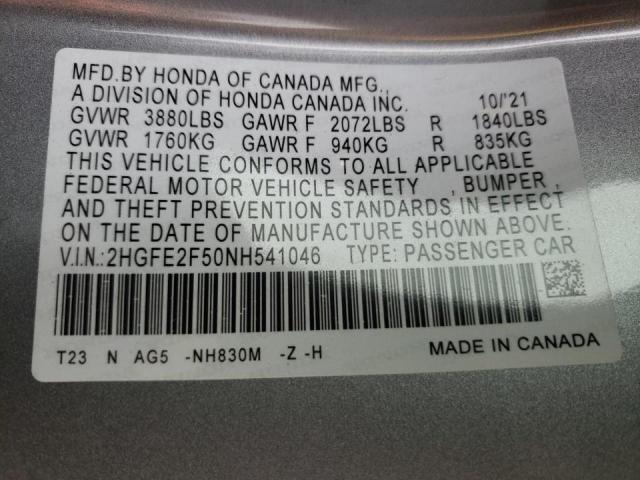 MFD.BY HONDA OF CANADA MFG.,
A DIVISION OF HONDA CANADA INC. 10/'21
GVWR 3880LBS GAWR F 2072LBS R 1840LBS
GVWR 1760KG GAWR F 940KG R 835KG
THIS VEHICLE CONFORMS TO ALL APPLICABLE
FEDERAL MOTOR VEHICLE SAFETY , BUMPER ,
AND THEFT PREVENTION STANDARDS IN EFFECT
ON THE DATE OF MANUFACTURE SHOWN ABOVE.
V.I.N.:2HGFE2F50NH541046 TYPE: PASSENGER CAR
T23 N AG5 -NH830M -Z -H MADE IN CANADA